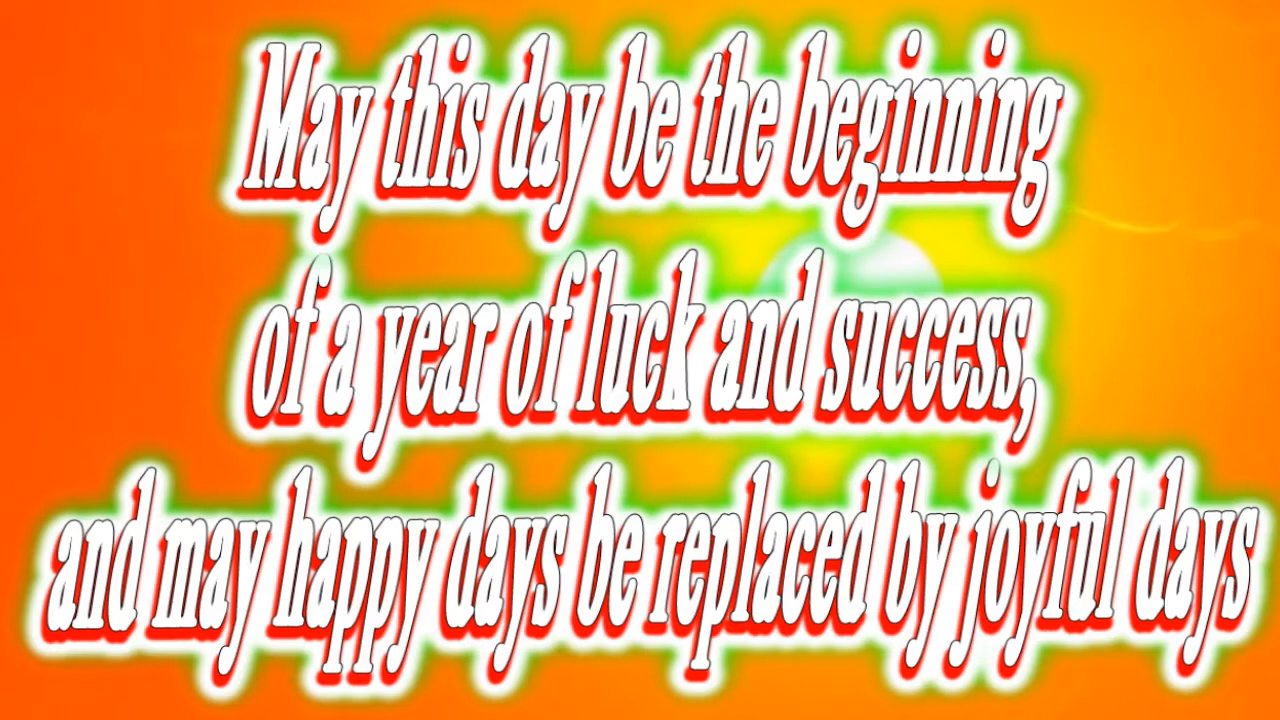 May this day be the beginning
of a year of luck and success,
and may happy days be replaced by joyful days